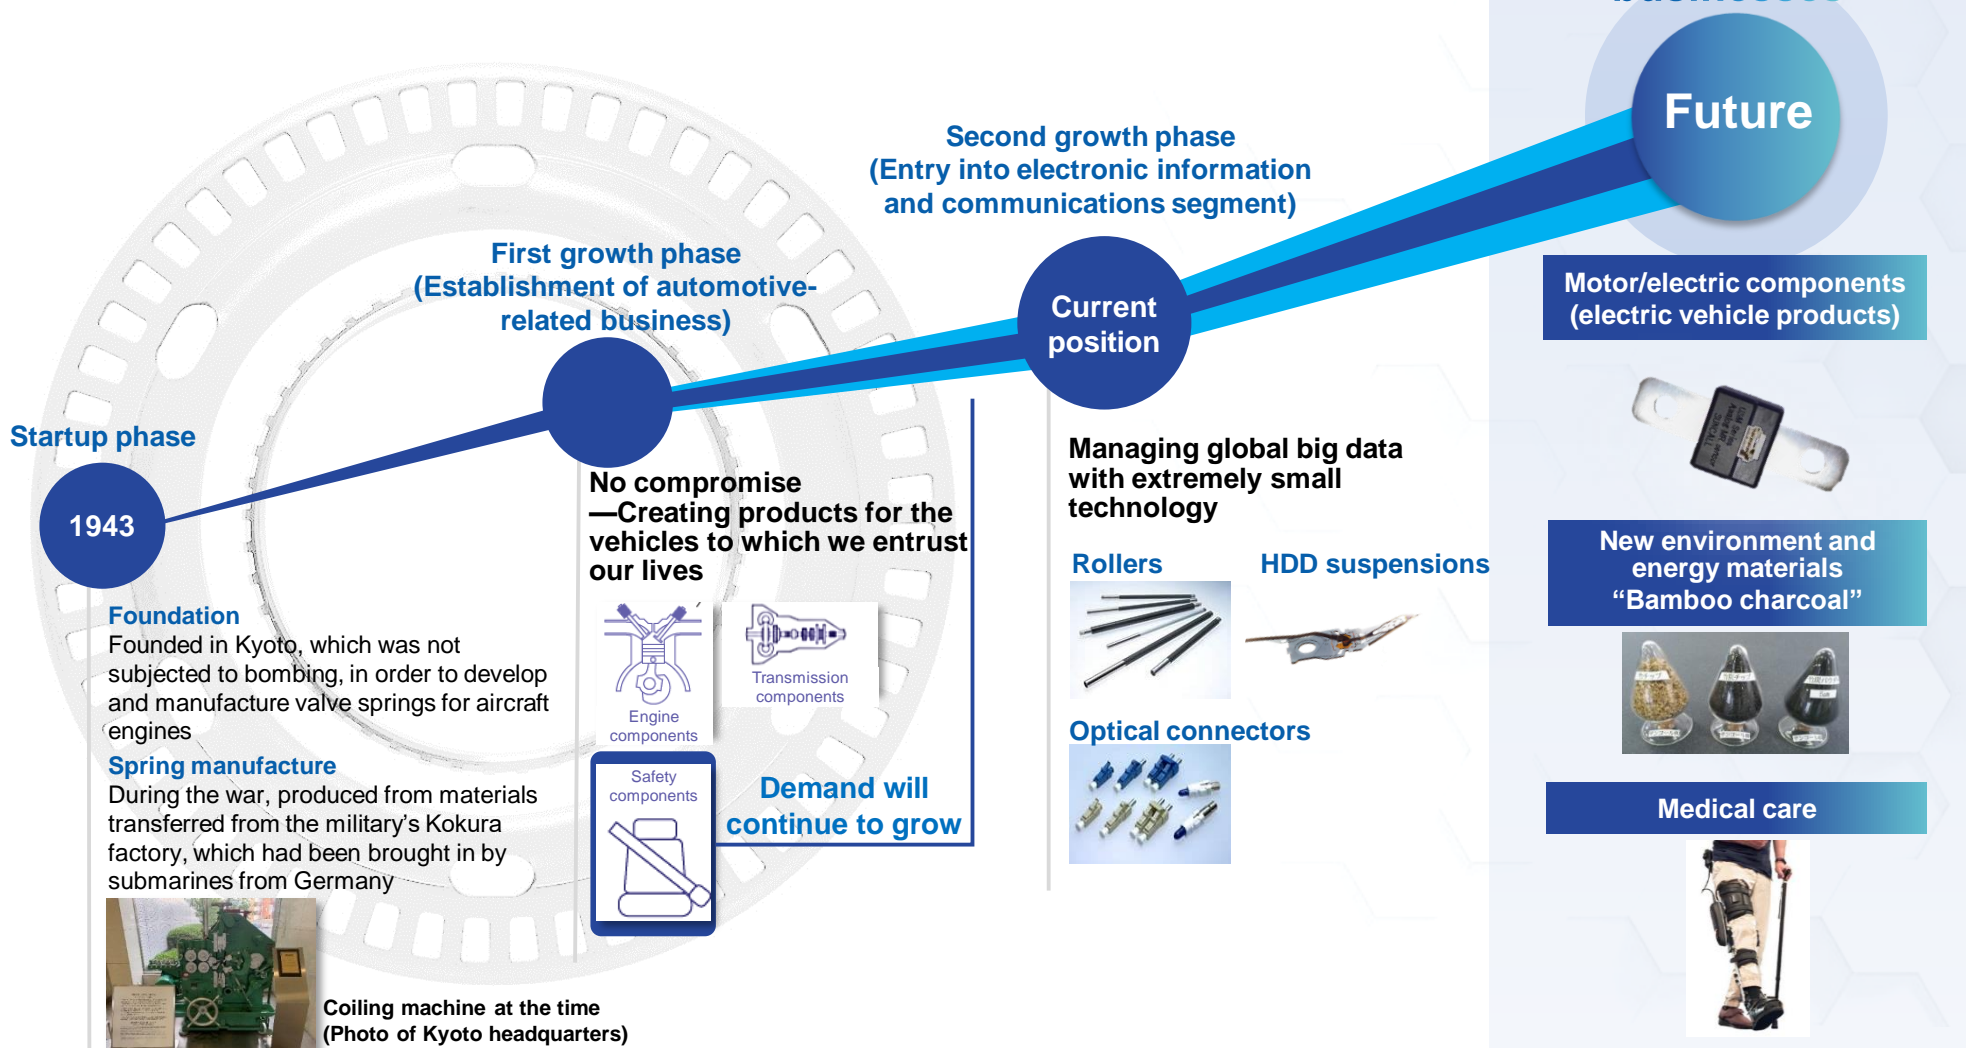 Future
Second growth phase
(Entry into electronic information
and communications segment)
First growth phase
(Establishment of automotive-
related business)
Current
position
Startup phase
1943
Foundation
Founded in Kyoto, which was not
subjected to bombing, in order to develop
and manufacture valve springs for aircraft
engines
Spring manufacture
During the war, produced from materials
transferred from the military’s Kokura
factory, which had been brought in by
submarines from Germany
Coiling machine at the time
(Photo of Kyoto headquarters)
No compromise
—Creating products for the
vehicles to which we entrust
our lives
Engine
components
Transmission
components
Safety
components
Demand will
continue to grow
Managing global big data
with extremely small
technology
Rollers
HDD suspensions
Optical connectors
Motor/electric components
(electric vehicle products)
New environment and
energy materials
“Bamboo charcoal”
Medical care